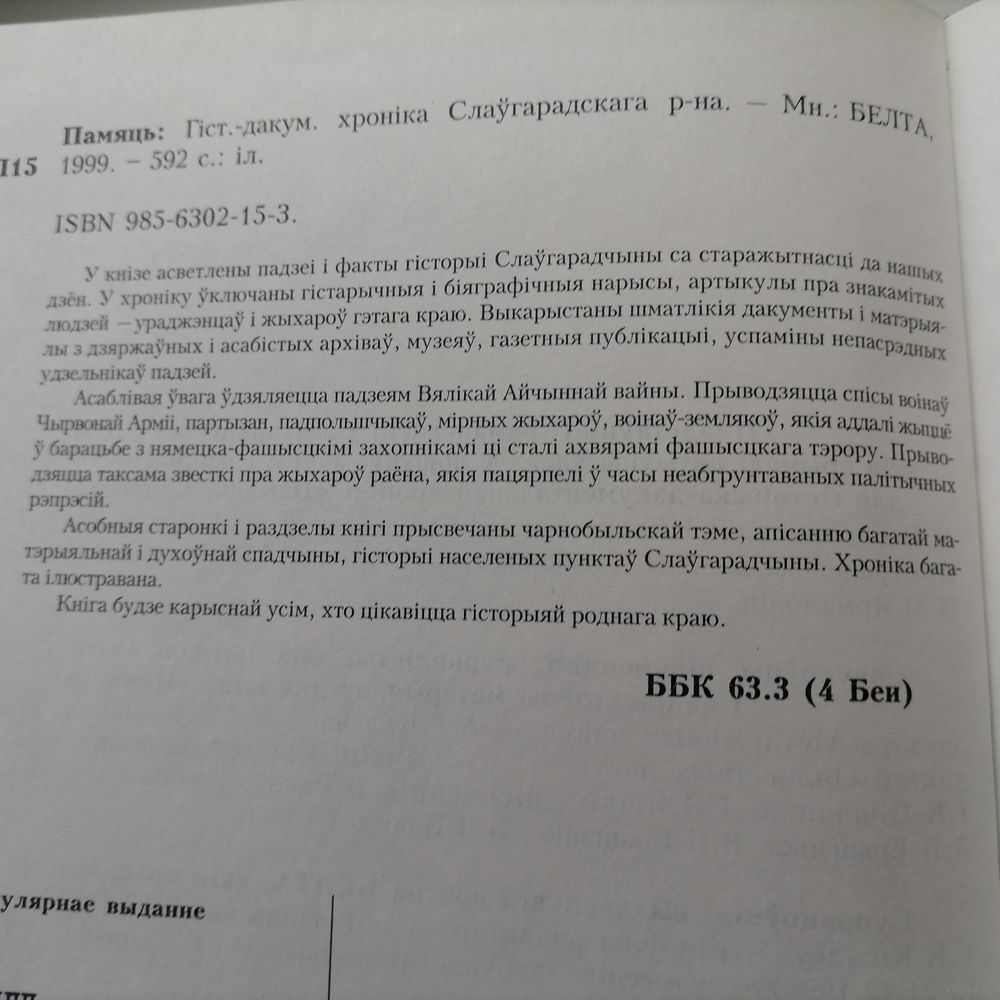 Памяць: Гіст.-дакум. хроніка Слаўгарадскага р-на. — Мн.: БЕЛТА,
П15 1999. – 592 с.: іл.
ISBN 985-6302-15-3.
У кнізе асветлены падзеі і факты гісторыі Слаўгарадчыны са старажытнасці да нашых
дзён. У хроніку ўключаны гістарычныя і біяграфічныя нарысы, артыкулы пра знакамітых
людзей – ураджэнцаў і жыхароў гэтага краю. Выкарыстаны шматлікія дакументы і матэрыя-
лы з дзяржаўных і асабістых архіваў, музеяў, газетныя публікацыі, успаміны непасрэдных
удзельнікаў падзей.
Асаблівая ўвага ўдзяляецца падзеям Вялікай Айчыннай вайны. Прыводзяцца спісы воінаў
Чырвонай Арміі, партызан, падпольшчыкаў, мірных жыхароў, воінаў-землякоў, якія аддалі жыццё
ў барацьбе з нямецка-фашысцкімі захопнікамі ці сталі ахвярамі фашысцкага тэрору. Прыво-
дзяцца таксама звесткі пра жыхароў раёна, якія пацярпелі ў часы неабгрунтаваных палітычных
рэпрэсій.
Асобныя старонкі і раздзелы кнігі прысвечаны чарнобыльскай тэме, апісанню багатай ма-
тэрыяльнай і духоўнай спадчыны, гісторыі населеных пунктаў Слаўгарадчыны. Хроніка бага-
та ілюстравана.
Кніга будзе карыснай усім, хто цікавіцца гісторыяй роднага краю.
ББК 63.3 (4 Беи)
улярнае выданне